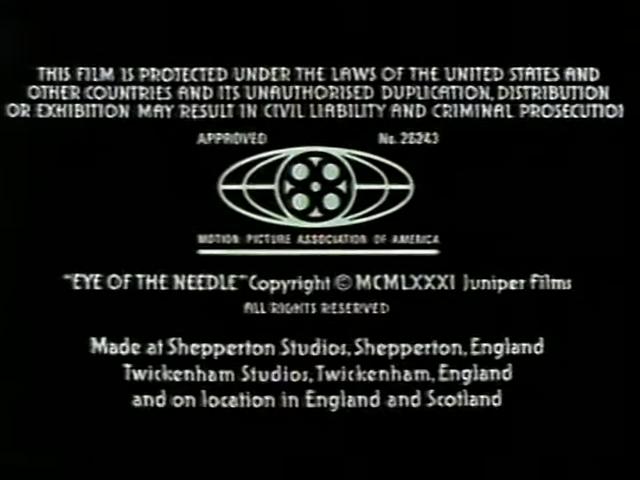 THIS FILM IS PROTECTED UNDER THE LAWS OF THE UNITED STATES AND
OTHER COUNTRIES AND ITS UNAUTHORISED DUPLICATION, DISTRIBUTION
OR EXHIBITION MAY RESULT IN CIVIL LIABILITY AND CRIMINAL PROSECUTION
APPROVED No. 26243
MOTION PICTURE ASSOCIATION OF AMERICA
"EYE OF THE NEEDLE" Copyright © MCMLXXXI Juniper Films
ALL RIGHTS RESERVED
Made at Shepperton Studios, Shepperton, England
Twickenham Studios, Twickenham, England
and on location in England and Scotland